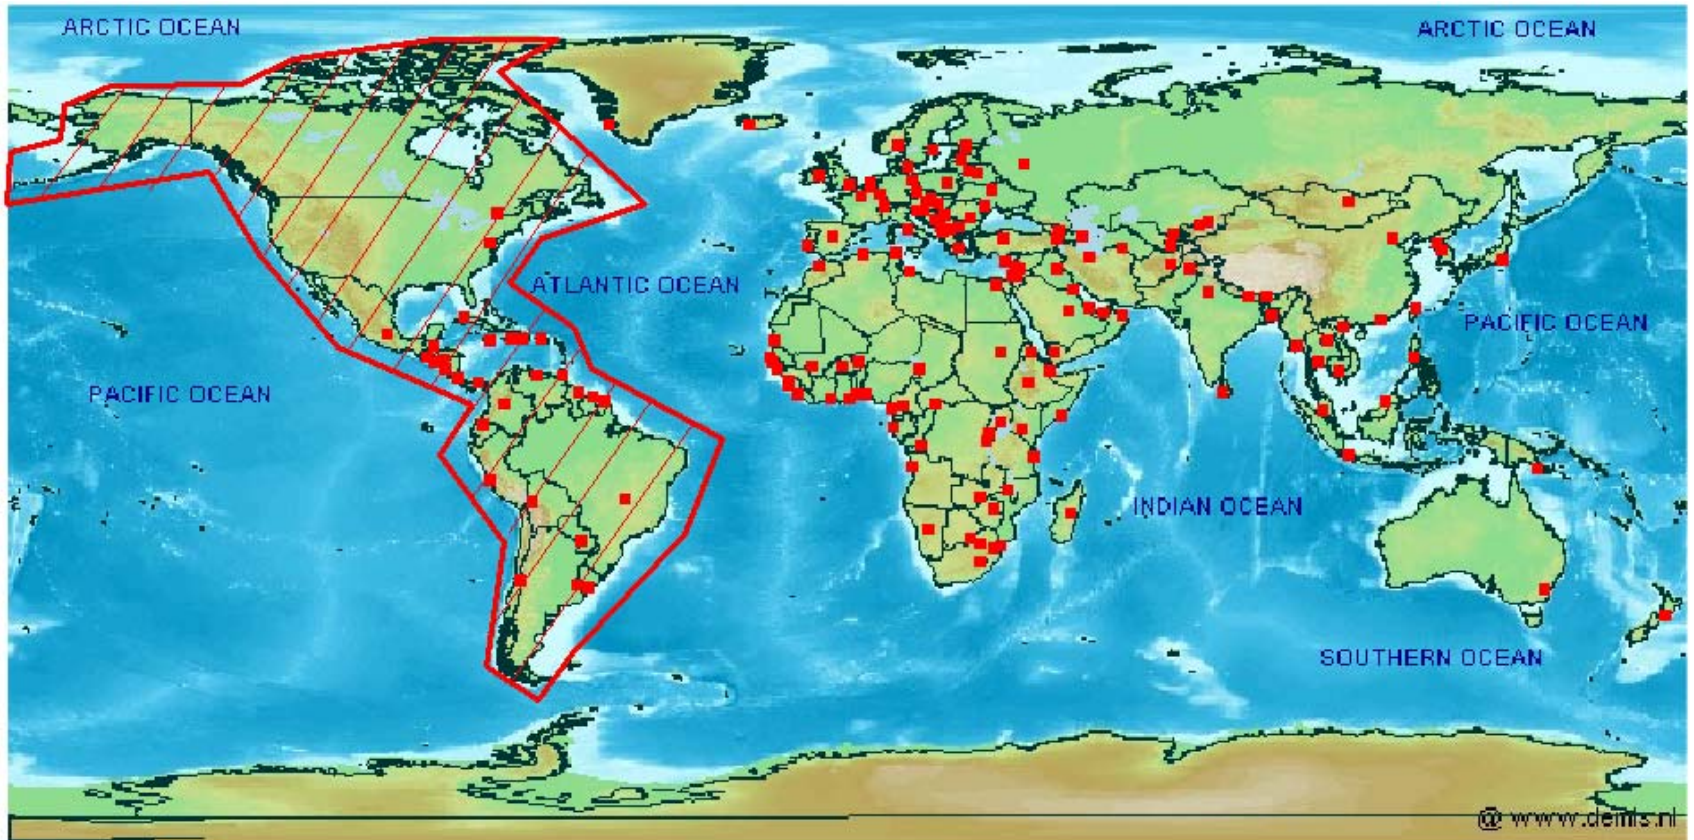 ARCTIC OCEAN
ARCTIC OCEAN
ATLANTIC OCEAN
PACIFIC OCEAN
PACIFIC OCEAN
INDIAN OCEAN
SOUTHERN OCEAN
@ www.demis.nl